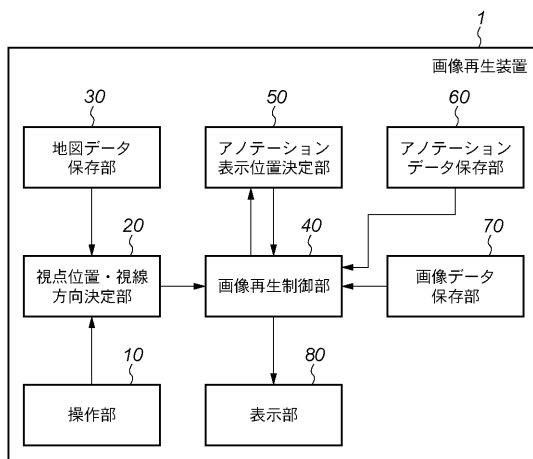 1
画像再生装置
30
地図データ
保存部
50
アノテーション
表示位置決定部
60
アノテーション
データ保存部
20
視点位置・視線
方向決定部
40
画像再生制御部
70
画像データ
保存部
10
操作部
80
表示部